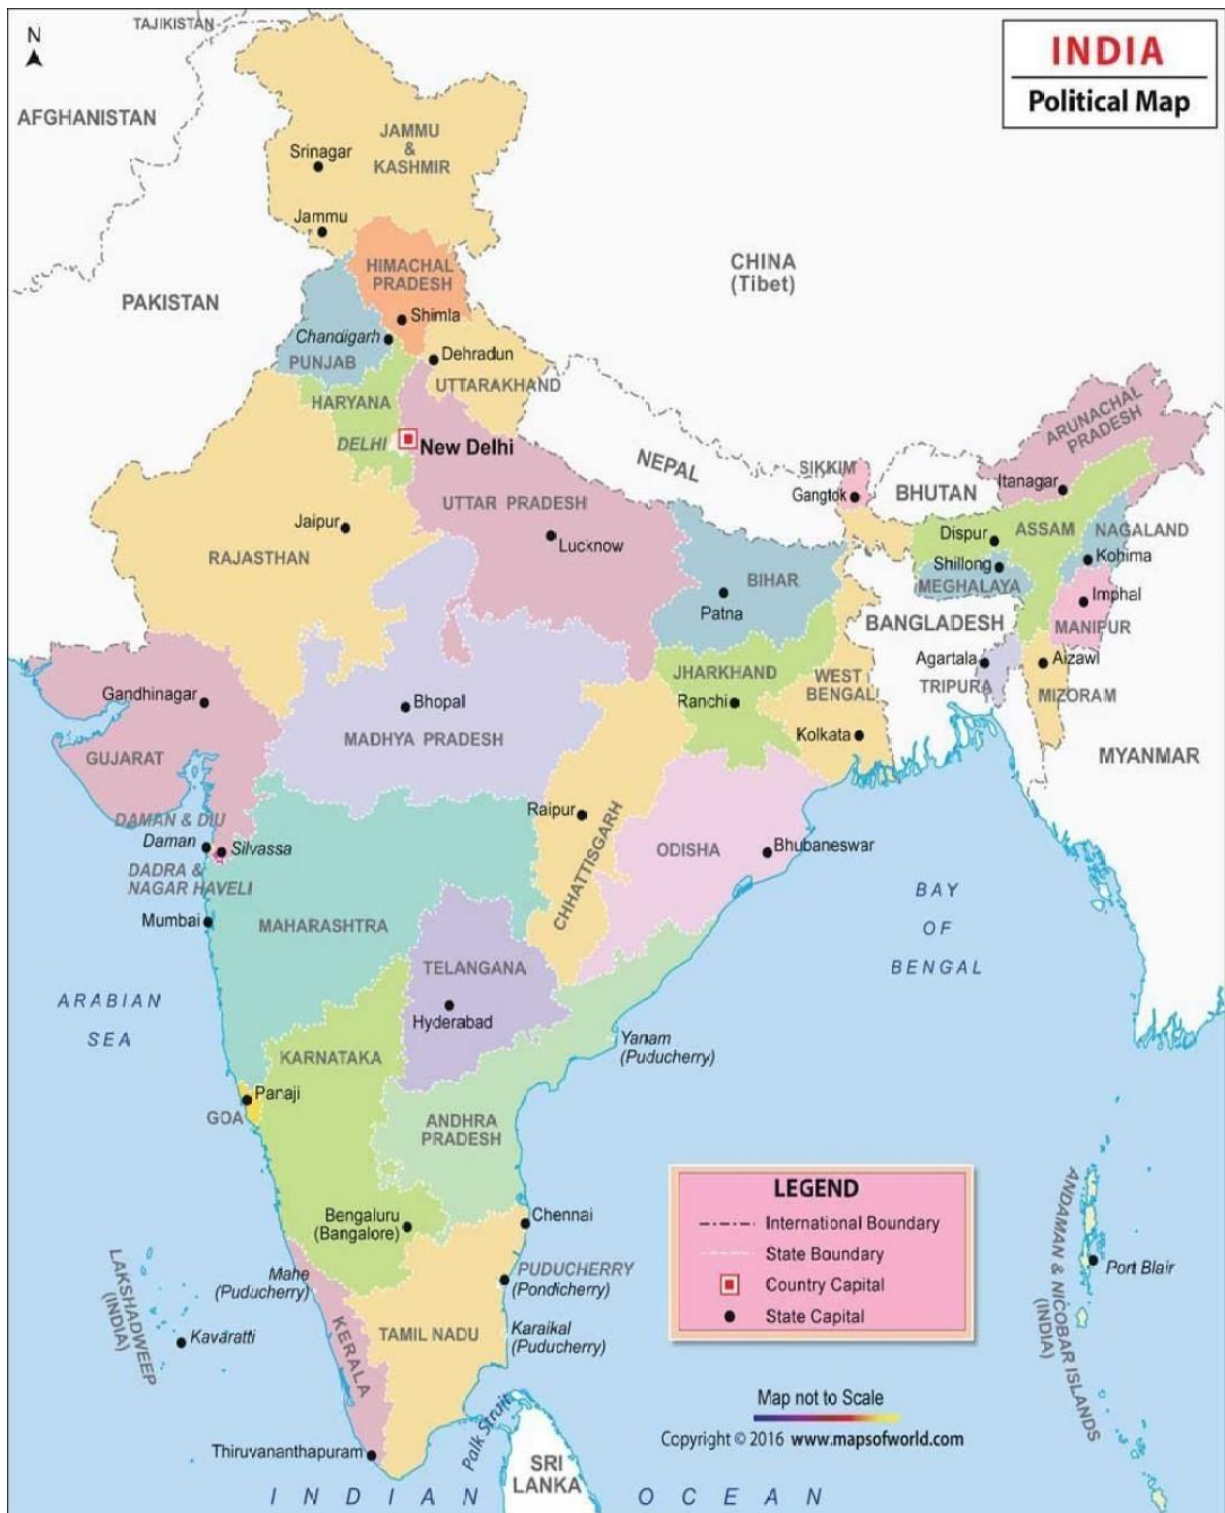 TAJIKISTAN
N
INDIA
Political Map
AFGHANISTAN
JAMMU
&
KASHMIR
Srinagar
Jammu
CHINA
(Tibet)
HIMACHAL
PRADESH
PAKISTAN
Shimla
Chandigarh
PUNJAB
Dehradun
UTTARAKHAND
HARYANA
DELHI
New Delhi
NEPAL
SIKKIM
Gangtok
BHUTAN
ARUNACHAL
PRADESH
Itanagar
UTTAR PRADESH
Lucknow
Jaipur
RAJASTHAN
Dispur
ASSAM
NAGALAND
Shillong
Kohima
MEGHALAYA
Imphal
MANIPUR
BIHAR
Patna
BANGLADESH
Agartala
TRIPURA
Aizawl
MIZORAM
JHARKHAND
Ranchi
WEST
BENGAL
Kolkata
MYANMAR
Gandhinagar
GUJARAT
Bhopal
MADHYA PRADESH
Raipur
CHHATTISGARH
ODISHA
Bhubaneswar
DAMAN & DIU
Daman
Silvassa
DADRA &
NAGAR HAVELI
Mumbai
MAHARASHTRA
BAY
OF
BENGAL
TELANGANA
Hyderabad
ARABIAN
SEA
Yanam
(Puducherry)
KARNATAKA
Panaji
GOA
ANDHRA
PRADESH
Bengaluru
(Bangalore)
Chennai
LEGEND
International Boundary
State Boundary
Country Capital
State Capital
ANDAMAN & NICOBAR ISLANDS
(INDIA)
Port Blair
LAKSHADWEEP
(INDIA)
Kavaratti
Mahe
(Puducherry)
PUDUCHERRY
(Pondicherry)
KERALA
TAMIL NADU
Karaikal
(Puducherry)
Map not to Scale
Copyright © 2016 www.mapsofworld.com
Thiruvananthapuram
Palk Strait
SRI
LANKA
INDIAN OCEAN